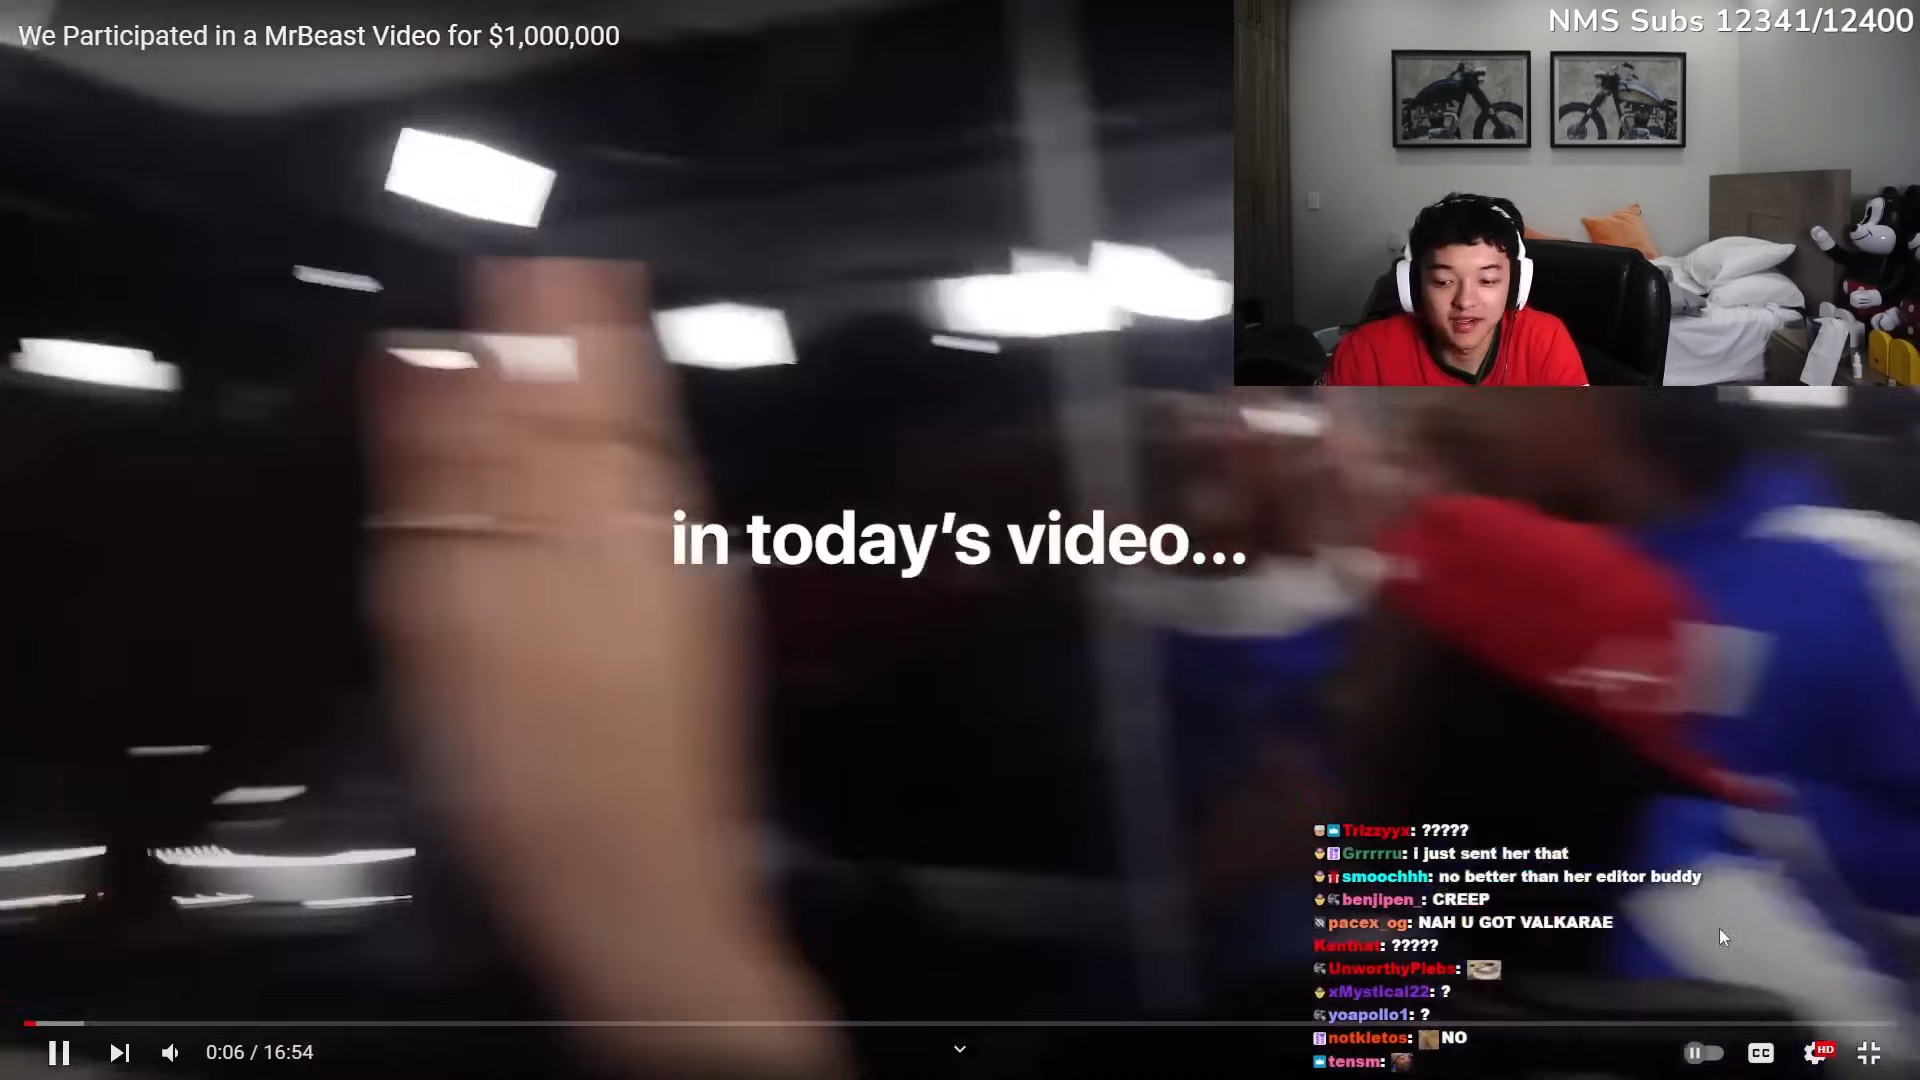 We Participated in a MrBeast Video for $1,000,000
NMS Subs 12341/12400
in today's video...
Trizzyyx: ?????
Grrrrru: i just sent her that
smoochhh: no better than her editor buddy
benjipen_: CREEP
pacex_og: NAH U GOT VALKARAE
Kenthat: ?????
UnworthyPlebs:
xMystical22: ?
yoapollo1: ?
notkletos: NO
tensm:
0:06 / 16:54
CC
HD